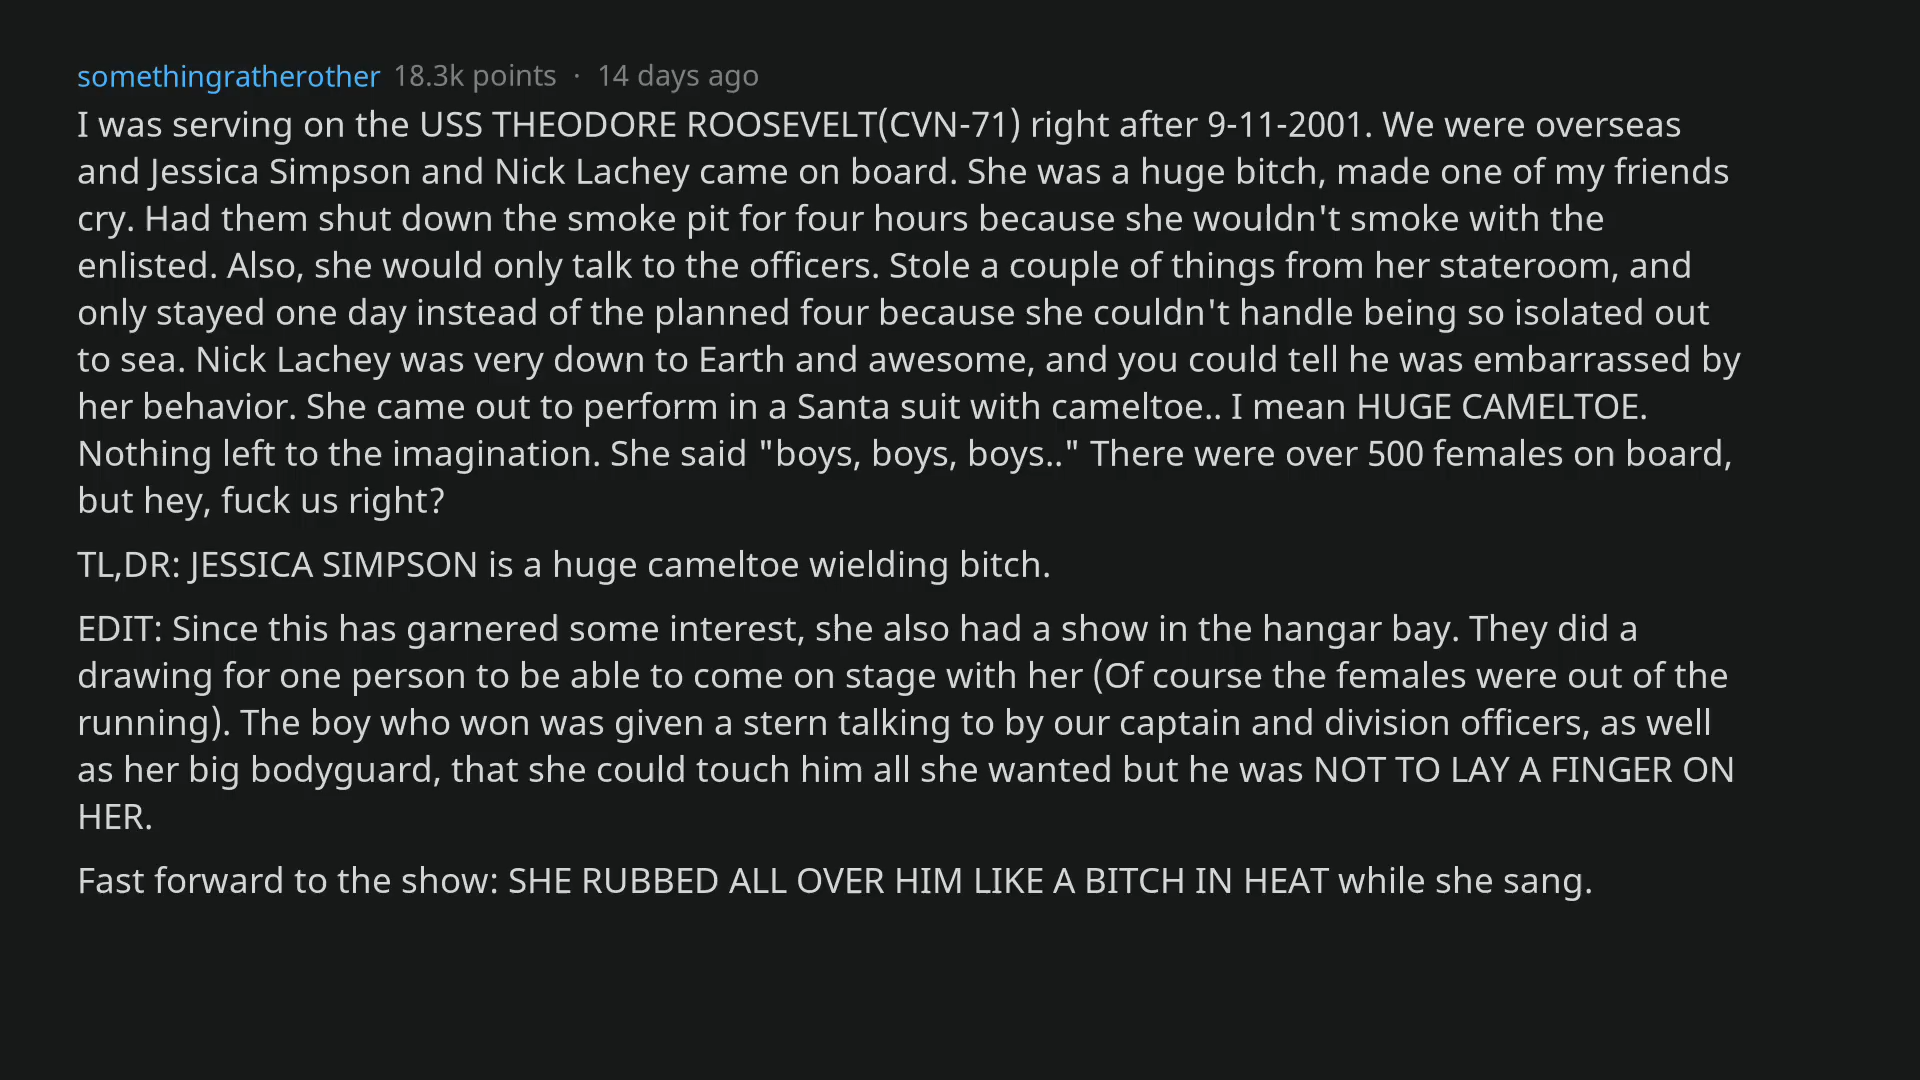 somethingratherother 18.3k points · 14 days ago
I was serving on the USS THEODORE ROOSEVELT(CVN-71) right after 9-11-2001. We were overseas
and Jessica Simpson and Nick Lachey came on board. She was a huge bitch, made one of my friends
cry. Had them shut down the smoke pit for four hours because she wouldn't smoke with the
enlisted. Also, she would only talk to the officers. Stole a couple of things from her stateroom, and
only stayed one day instead of the planned four because she couldn't handle being so isolated out
to sea. Nick Lachey was very down to Earth and awesome, and you could tell he was embarrassed by
her behavior. She came out to perform in a Santa suit with cameltoe.. I mean HUGE CAMELTOE.
Nothing left to the imagination. She said "boys, boys, boys.." There were over 500 females on board,
but hey, fuck us right?
TL,DR: JESSICA SIMPSON is a huge cameltoe wielding bitch.
EDIT: Since this has garnered some interest, she also had a show in the hangar bay. They did a
drawing for one person to be able to come on stage with her (Of course the females were out of the
running). The boy who won was given a stern talking to by our captain and division officers, as well
as her big bodyguard, that she could touch him all she wanted but he was NOT TO LAY A FINGER ON
HER.
Fast forward to the show: SHE RUBBED ALL OVER HIM LIKE A BITCH IN HEAT while she sang.